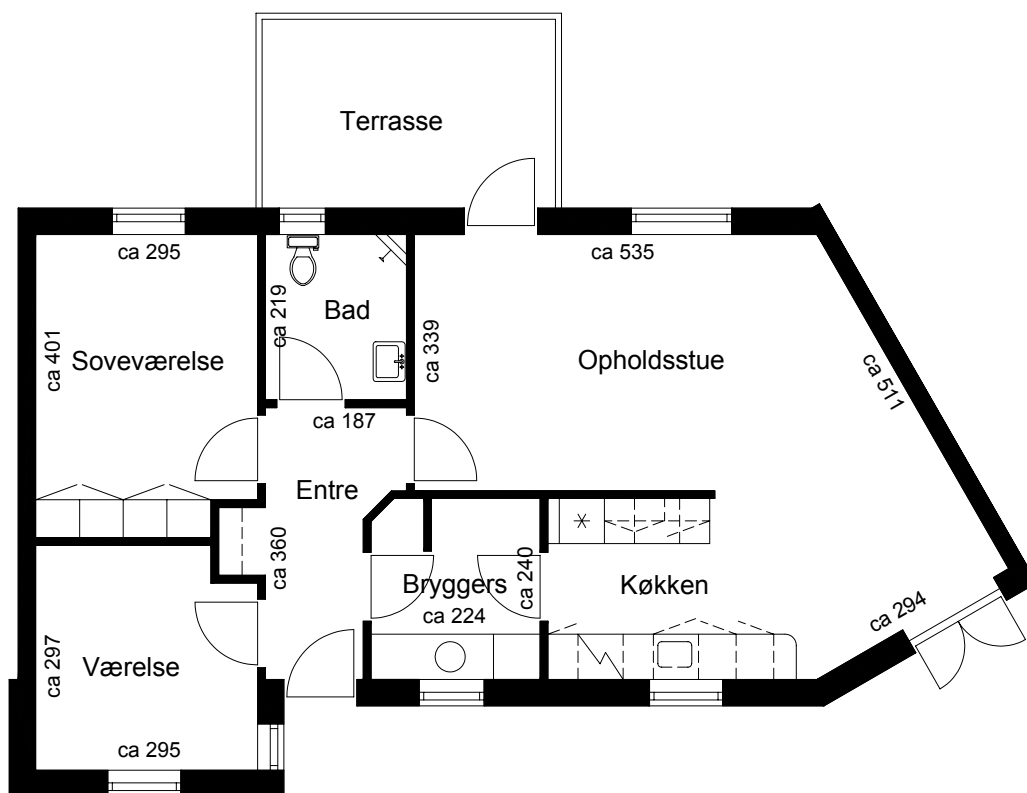 Terrasse
ca 295
ca 535
ca 219
Bad
ca 401
Soveværelse
ca 339
Opholdsstue
ca 511
ca 187
Entre
ca 360
Bryggers
ca 240
Køkken
ca 224
ca 294
ca 297
Værelse
ca 295